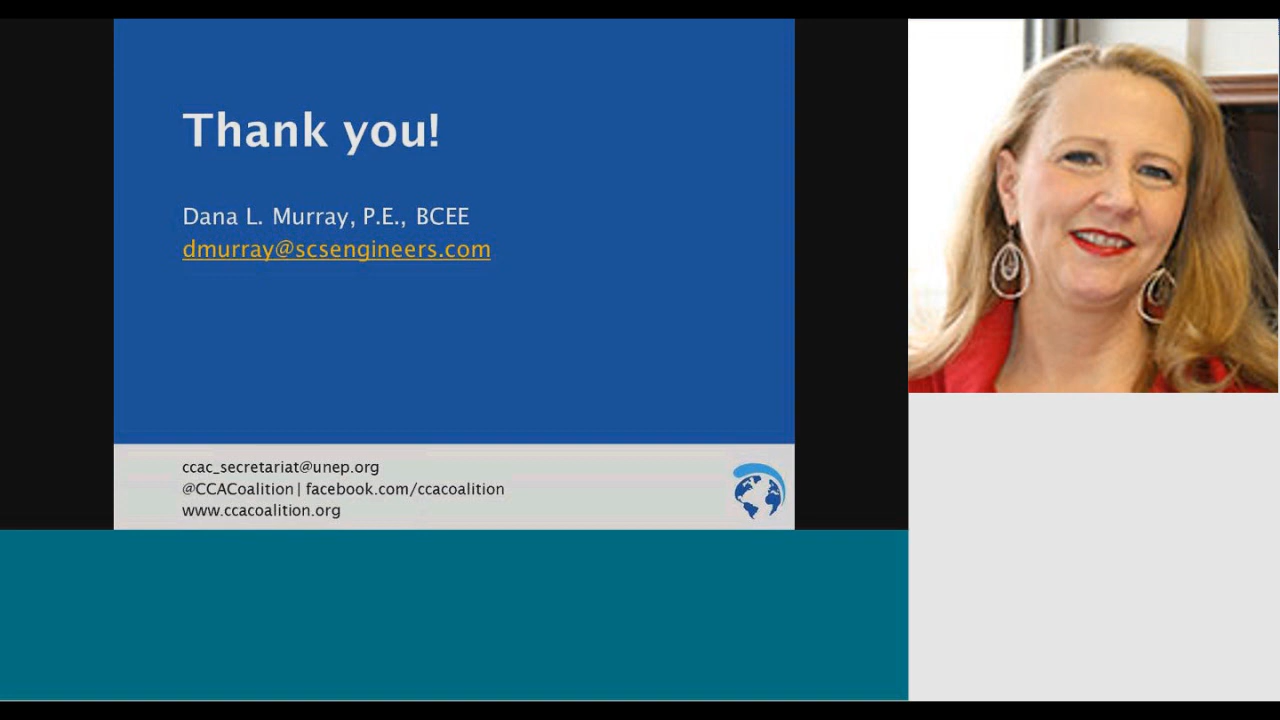 Thank you!
Dana L. Murray, P.E., BCEE
dmurray@scsengineers.com
ccac_secretariat@unep.org
@CCACoalition | facebook.com/ccacoalition
www.ccacoalition.org